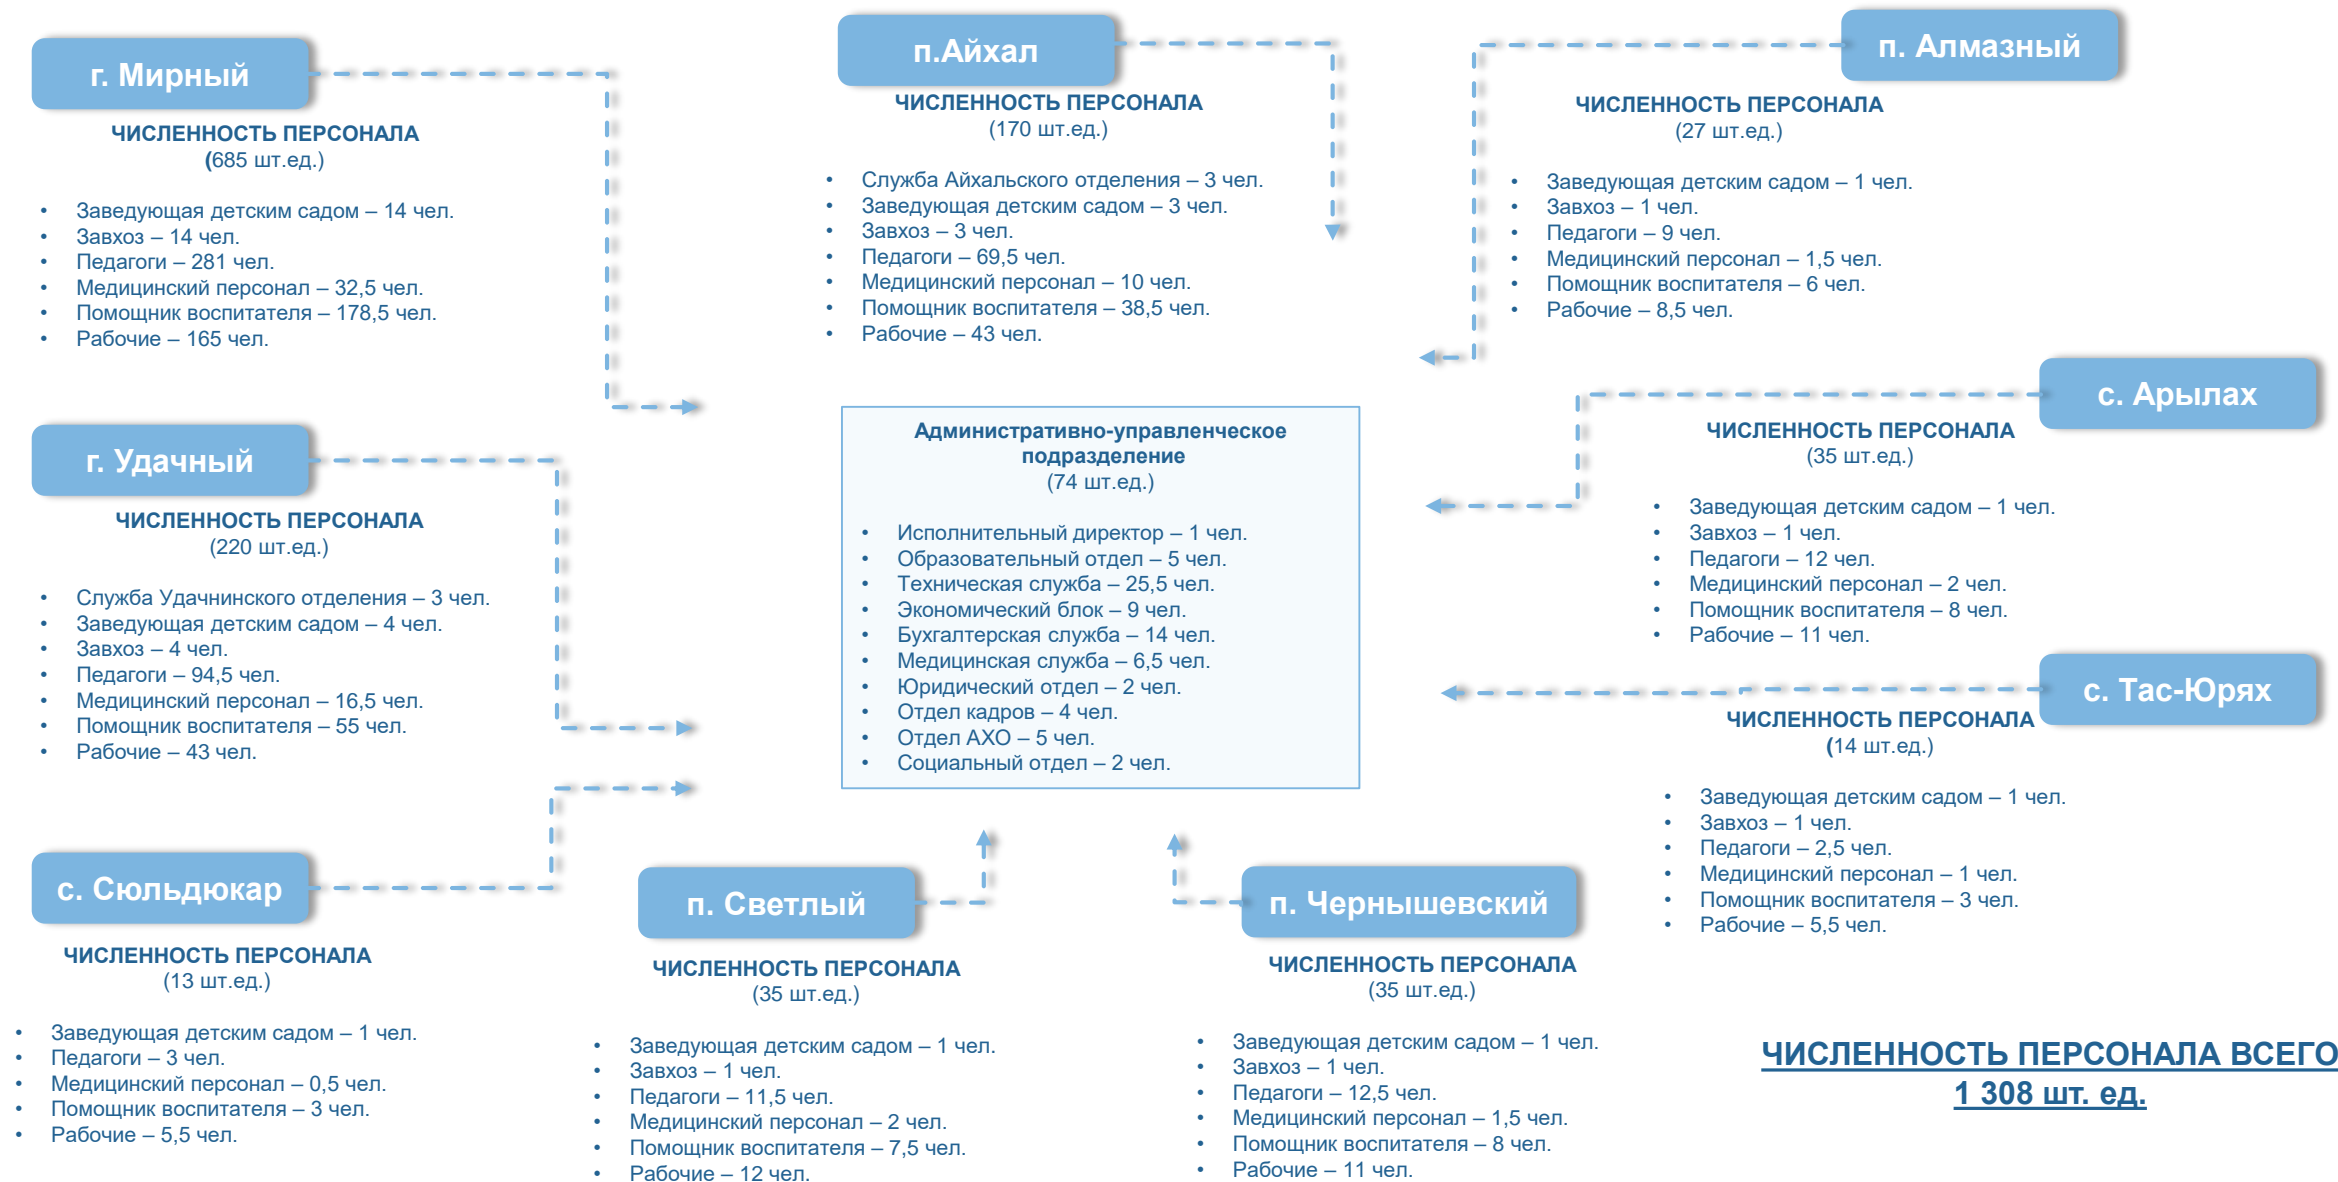 г. Мирный
ЧИСЛЕННОСТЬ ПЕРСОНАЛА
(685 шт.ед.)
• Заведующая детским садом – 14 чел.
• Завхоз – 14 чел.
• Педагоги – 281 чел.
• Медицинский персонал – 32,5 чел.
• Помощник воспитателя – 178,5 чел.
• Рабочие – 165 чел.
г. Удачный
ЧИСЛЕННОСТЬ ПЕРСОНАЛА
(220 шт.ед.)
• Служба Удачнинского отделения – 3 чел.
• Заведующая детским садом – 4 чел.
• Завхоз – 4 чел.
• Педагоги – 94,5 чел.
• Медицинский персонал – 16,5 чел.
• Помощник воспитателя – 55 чел.
• Рабочие – 43 чел.
с. Сюльдюкар
ЧИСЛЕННОСТЬ ПЕРСОНАЛА
(13 шт.ед.)
• Заведующая детским садом – 1 чел.
• Педагоги – 3 чел.
• Медицинский персонал – 0,5 чел.
• Помощник воспитателя – 3 чел.
• Рабочие – 5,5 чел.
п.Айхал
ЧИСЛЕННОСТЬ ПЕРСОНАЛА
(170 шт.ед.)
• Служба Айхальского отделения – 3 чел.
• Заведующая детским садом – 3 чел.
• Завхоз – 3 чел.
• Педагоги – 69,5 чел.
• Медицинский персонал – 10 чел.
• Помощник воспитателя – 38,5 чел.
• Рабочие – 43 чел.
Административно-управленческое
подразделение
(74 шт.ед.)
• Исполнительный директор – 1 чел.
• Образовательный отдел – 5 чел.
• Техническая служба – 25,5 чел.
• Экономический блок – 9 чел.
• Бухгалтерская служба – 14 чел.
• Медицинская служба – 6,5 чел.
• Юридический отдел – 2 чел.
• Отдел кадров – 4 чел.
• Отдел АХО – 5 чел.
• Социальный отдел – 2 чел.
п. Светлый
ЧИСЛЕННОСТЬ ПЕРСОНАЛА
(35 шт.ед.)
• Заведующая детским садом – 1 чел.
• Завхоз – 1 чел.
• Педагоги – 11,5 чел.
• Медицинский персонал – 2 чел.
• Помощник воспитателя – 7,5 чел.
• Рабочие – 12 чел.
п. Чернышевский
ЧИСЛЕННОСТЬ ПЕРСОНАЛА
(35 шт.ед.)
• Заведующая детским садом – 1 чел.
• Завхоз – 1 чел.
• Педагоги – 12,5 чел.
• Медицинский персонал – 1,5 чел.
• Помощник воспитателя – 8 чел.
• Рабочие – 11 чел.
п. Алмазный
ЧИСЛЕННОСТЬ ПЕРСОНАЛА
(27 шт.ед.)
• Заведующая детским садом – 1 чел.
• Завхоз – 1 чел.
• Педагоги – 9 чел.
• Медицинский персонал – 1,5 чел.
• Помощник воспитателя – 6 чел.
• Рабочие – 8,5 чел.
с. Арылах
ЧИСЛЕННОСТЬ ПЕРСОНАЛА
(35 шт.ед.)
• Заведующая детским садом – 1 чел.
• Завхоз – 1 чел.
• Педагоги – 12 чел.
• Медицинский персонал – 2 чел.
• Помощник воспитателя – 8 чел.
• Рабочие – 11 чел.
с. Тас-Юрях
ЧИСЛЕННОСТЬ ПЕРСОНАЛА
(14 шт.ед.)
• Заведующая детским садом – 1 чел.
• Завхоз – 1 чел.
• Педагоги – 2,5 чел.
• Медицинский персонал – 1 чел.
• Помощник воспитателя – 3 чел.
• Рабочие – 5,5 чел.
ЧИСЛЕННОСТЬ ПЕРСОНАЛА ВСЕГО
1 308 шт. ед.